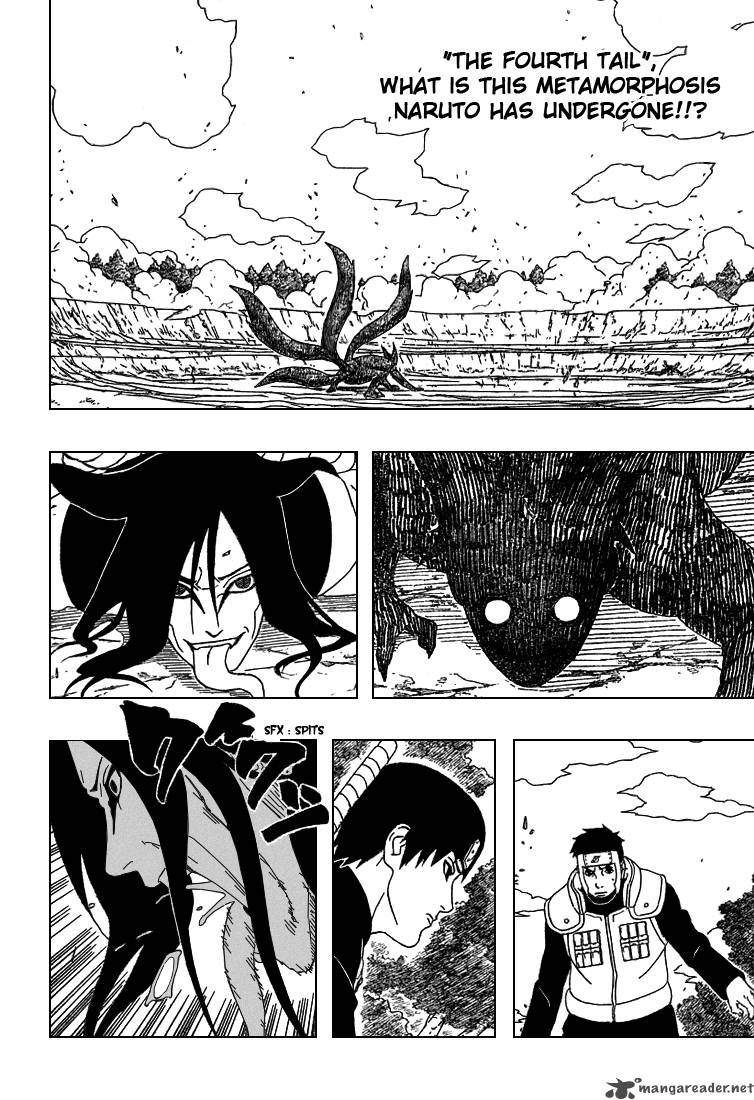 "THE FOURTH TAIL",
WHAT IS THIS METAMORPHOSIS
NARUTO HAS UNDERGONE!!?
SFX : SPITS
mangareader.net